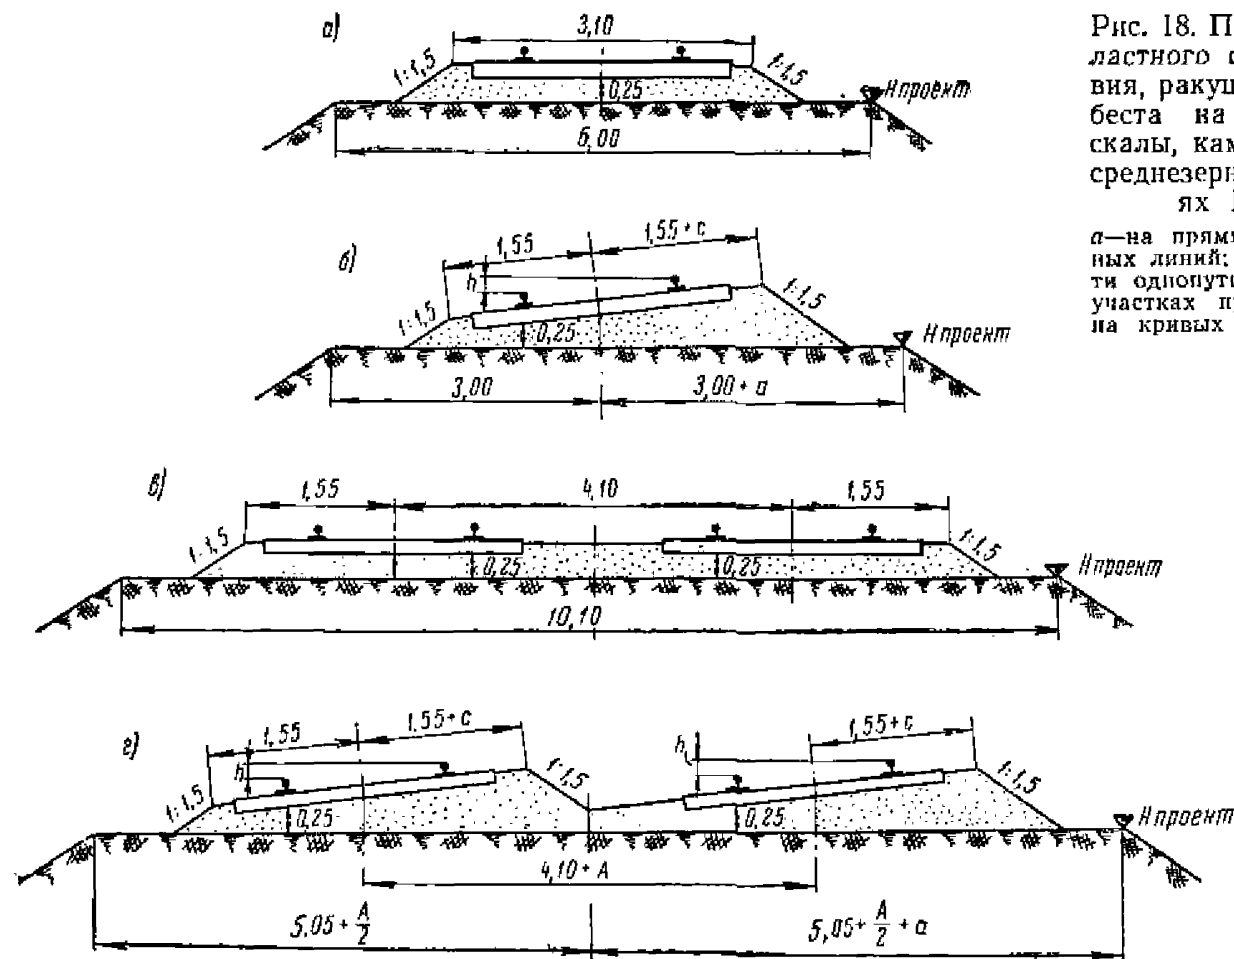 а)
3,10
1:1,5
1:1,5
0,25
Н проект
6,00
Рис. 18. П
ластного с
вия, ракуш
беста на
скалы, кам
среднезерн
ях
а—на прям
ных линий;
ти однопут
участках п
на кривых
б)
1,55
1,55+с
h
1:1,5
1:1,5
0,25
Н проект
3,00
3,00+а
в)
1,55
4,10
1,55
1:1,5
1:1,5
0,25
0,25
Н проект
10,10
г)
1,55
1,55+с
1,55+с
h
h
1:1,5
1:1,5
1:1,5
0,25
0,25
Н проект
4,10+А
5,05+А/2
5,05+А/2+а